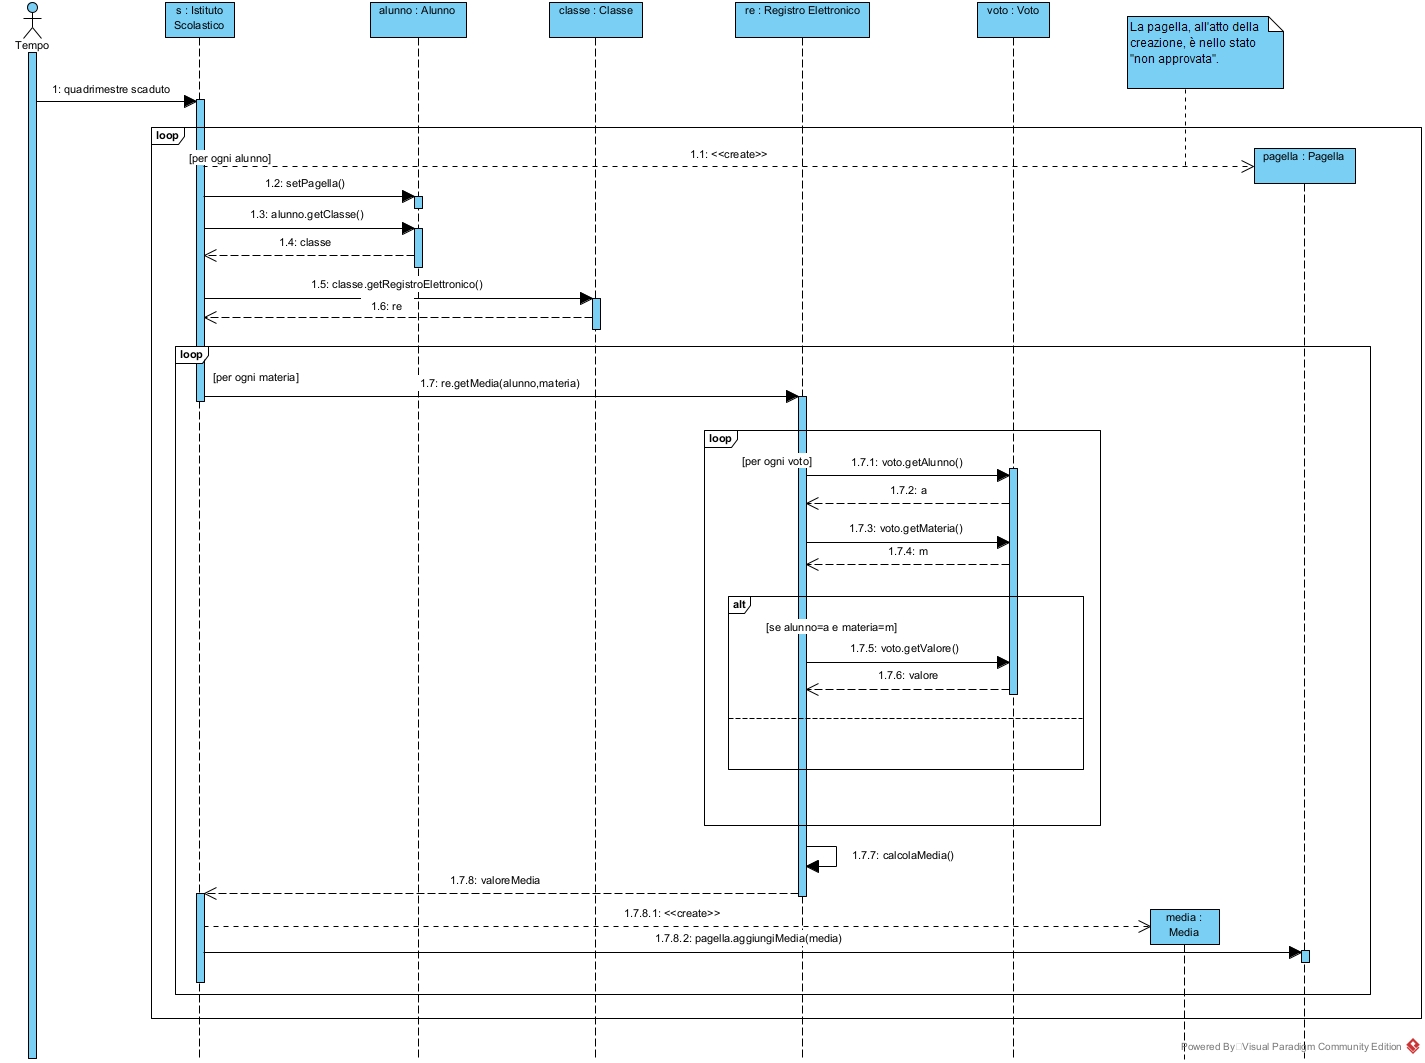 Tempo
s : Istituto
Scolastico
alunno : Alunno
classe : Classe
re : Registro Elettronico
voto : Voto
La pagella, all'atto della
creazione, è nello stato
"non approvata".
1: quadrimestre scaduto
loop
[per ogni alunno]
1.1: <<create>>
pagella : Pagella
1.2: setPagella()
1.3: alunno.getClasse()
1.4: classe
1.5: classe.getRegistroElettronico()
1.6: re
loop
[per ogni materia]
1.7: re.getMedia(alunno,materia)
loop
[per ogni voto]
1.7.1: voto.getAlunno()
1.7.2: a
1.7.3: voto.getMateria()
1.7.4: m
alt
[se alunno=a e materia=m]
1.7.5: voto.getValore()
1.7.6: valore
1.7.7: calcolaMedia()
1.7.8: valoreMedia
1.7.8.1: <<create>>
media :
Media
1.7.8.2: pagella.aggiungiMedia(media)
Powered By Visual Paradigm Community Edition